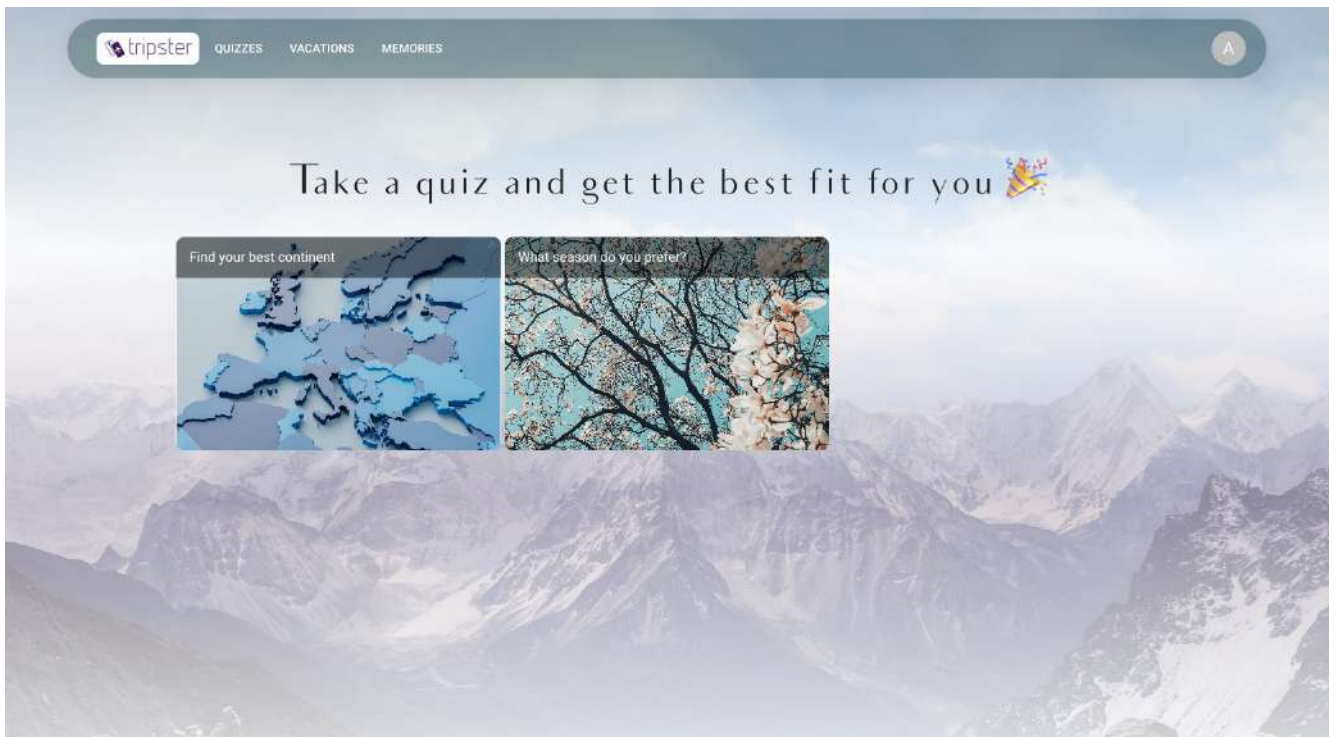 tripster QUIZZES VACATIONS MEMORIES A
Take a quiz and get the best fit for you 🎉
Find your best continent
What season do you prefer?